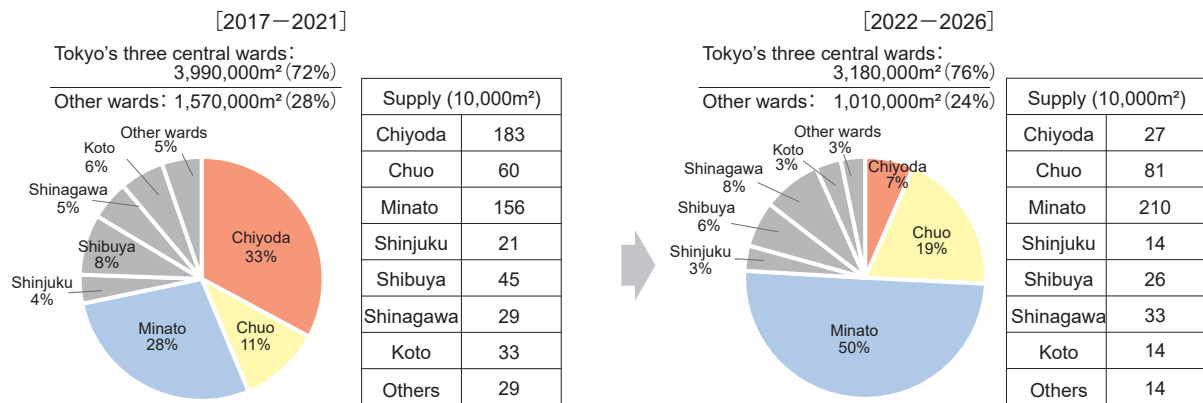 ［2017－2021］
Tokyo's three central wards：
3,990,000m²(72%)
Other wards： 1,570,000m²(28%)
Other wards
5%
Koto
6%
Shinagawa
5%
Shibuya
8%
Shinjuku
4%
Chiyoda
33%
Chuo
11%
Minato
28%
Supply (10,000m²)
Chiyoda 183
Chuo 60
Minato 156
Shinjuku 21
Shibuya 45
Shinagawa 29
Koto 33
Others 29
［2022－2026］
Tokyo's three central wards：
3,180,000m²(76%)
Other wards： 1,010,000m²(24%)
Other wards
3%
Koto
3%
Shinagawa
8%
Shibuya
6%
Shinjuku
3%
Chiyoda
7%
Chuo
19%
Minato
50%
Supply (10,000m²)
Chiyoda 27
Chuo 81
Minato 210
Shinjuku 14
Shibuya 26
Shinagawa 33
Koto 14
Others 14